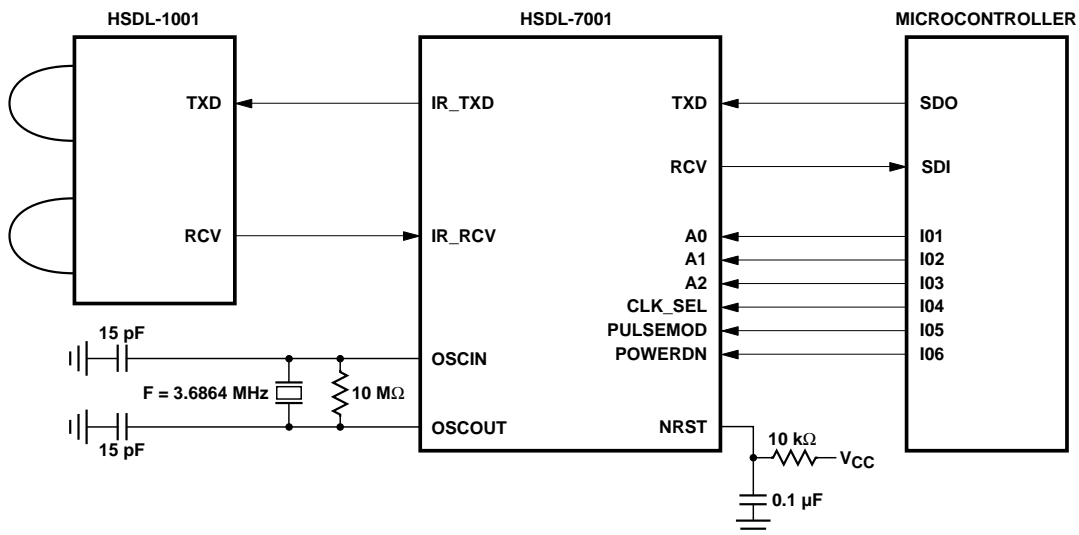 HSDL-1001
HSDL-7001
MICROCONTROLLER
TXD
IR_TXD
TXD
SDO
RCV
SDI
RCV
IR_RCV
A0
I01
A1
I02
A2
I03
CLK_SEL
I04
PULSEMOD
I05
POWERDN
I06
15 pF
OSCIN
F = 3.6864 MHz
10 MΩ
OSCOUT
15 pF
NRST
10 kΩ
VCC
0.1 µF